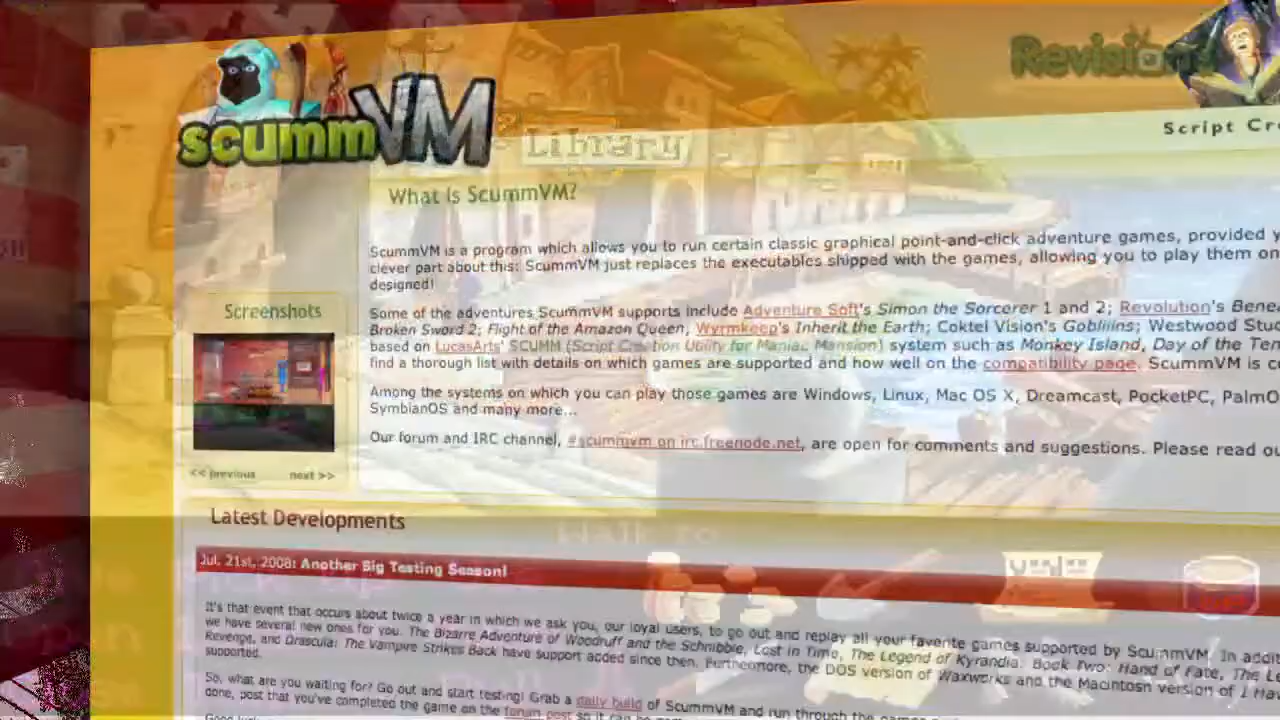 Revisi
scummVM
Script Cr
Library
What is ScummVM?
ScummVM is a program which allows you to run certain classic graphical point-and-click adventure games, provided y
clever part about this: ScummVM just replaces the executables shipped with the games, allowing you to play them on
designed!
Screenshots
Some of the adventures ScummVM supports include Adventure Soft's Simon the Sorcerer 1 and 2; Revolution's Bene
Broken Sword 2; Flight of the Amazon Queen, Wyrmkeep's Inherit the Earth; Coktel Vision's Gobliiins; Westwood Stu
based on LucasArts' SCUMM (Script Creation Utility for Maniac Mansion) system such as Monkey Island, Day of the Ten
find a thorough list with details on which games are supported and how well on the compatibility page. ScummVM is c
Among the systems on which you can play those games are Windows, Linux, Mac OS X, Dreamcast, PocketPC, PalmO
SymbianOS and many more...
Our forum and IRC channel, #scummvm on irc.freenode.net, are open for comments and suggestions. Please read ou
<< previous next >>
Latest Developments
Walk to
Jul. 21st, 2008: Another Big Testing Season!
It's that event that occurs about twice a year in which we ask you, our loyal users, to go out and replay all your favorite games supported by ScummVM. In addit
we have several new ones for you. The Bizarre Adventure of Woodruff and the Schnibble, Lost in Time, The Legend of Kyrandia: Book Two: Hand of Fate, The Le
Revenge, and Drascula: The Vampire Strikes Back have support added since then. Furthermore, the DOS version of Waxworks and the Macintosh version of I Hav
supported.
So, what are you waiting for? Go out and start testing! Grab a daily build of ScummVM and run through the games
done, post that you've completed the game on the forum post so it can be
Good luck